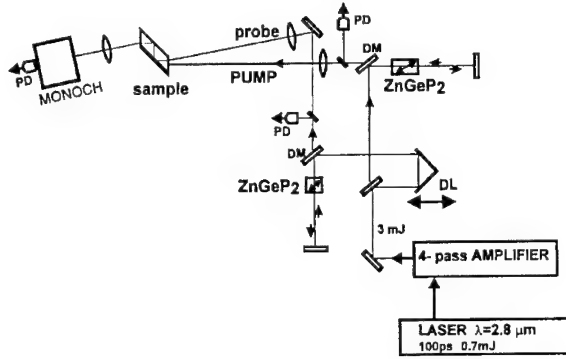 PD
probe
DM
PD
MONOCH
sample
PUMP
ZnGeP2
PD
DM
ZnGeP2
DL
3 mJ
4- pass AMPLIFIER
LASER λ=2.8 μm
100ps 0.7mJ